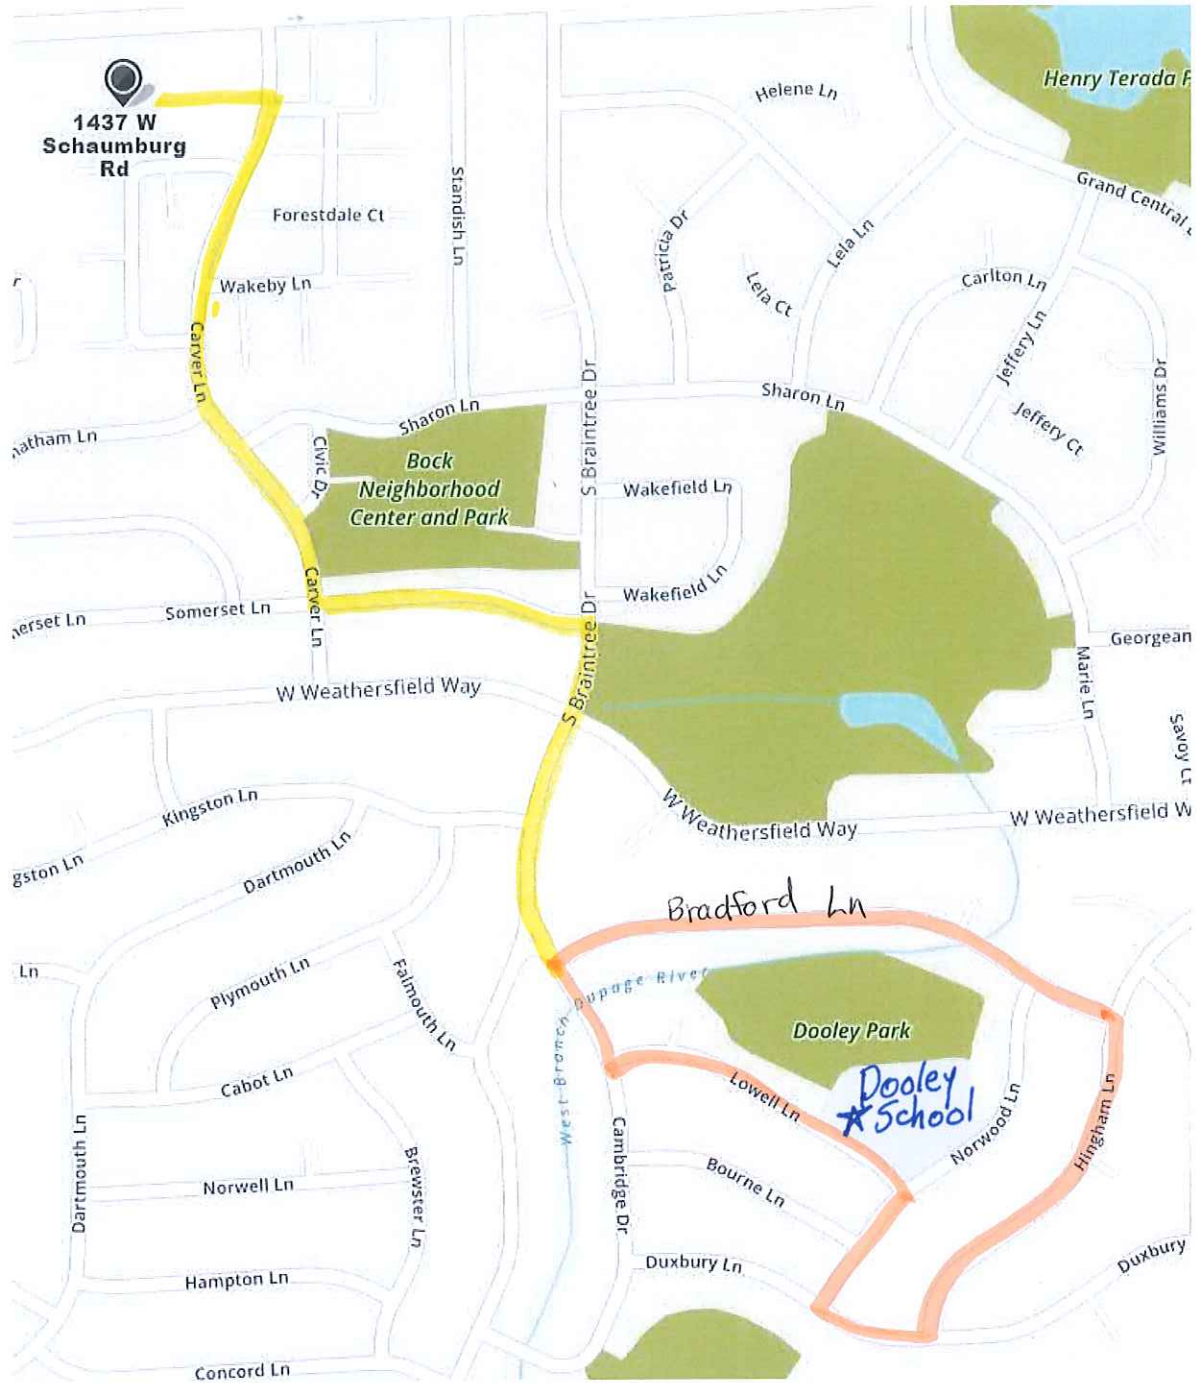 Henry Terada P
Helene Ln
1437 W
Schaumburg
Rd
Grand Central L
Forestdale Ct
Standish Ln
Patricia Dr
Lela Ln
Lela Ct
Carlton Ln
Wakeby Ln
Carver Ln
Jeffery Ln
Jeffery Ct
Williams Dr
S Braintree Dr
Sharon Ln
Sharon Ln
Civic Dr
Bock
Neighborhood
Center and Park
Wakefield Ln
Wakefield Ln
Carver Ln
Somerset Ln
S Braintree Dr
Georgean
Marie Ln
W Weathersfield Way
Savoy Ct
Kingston Ln
W Weathersfield Way
W Weathersfield W
gston Ln
Dartmouth Ln
Bradford Ln
Ln
Plymouth Ln
Falmouth Ln
West Branch Dupage River
Dooley Park
Cabot Ln
Lowell Ln
Dooley
School
Norwood Ln
Hingham Ln
Dartmouth Ln
Norwell Ln
Brewster Ln
Cambridge Dr
Bourne Ln
Duxbury Ln
Duxbury
Hampton Ln
Concord Ln